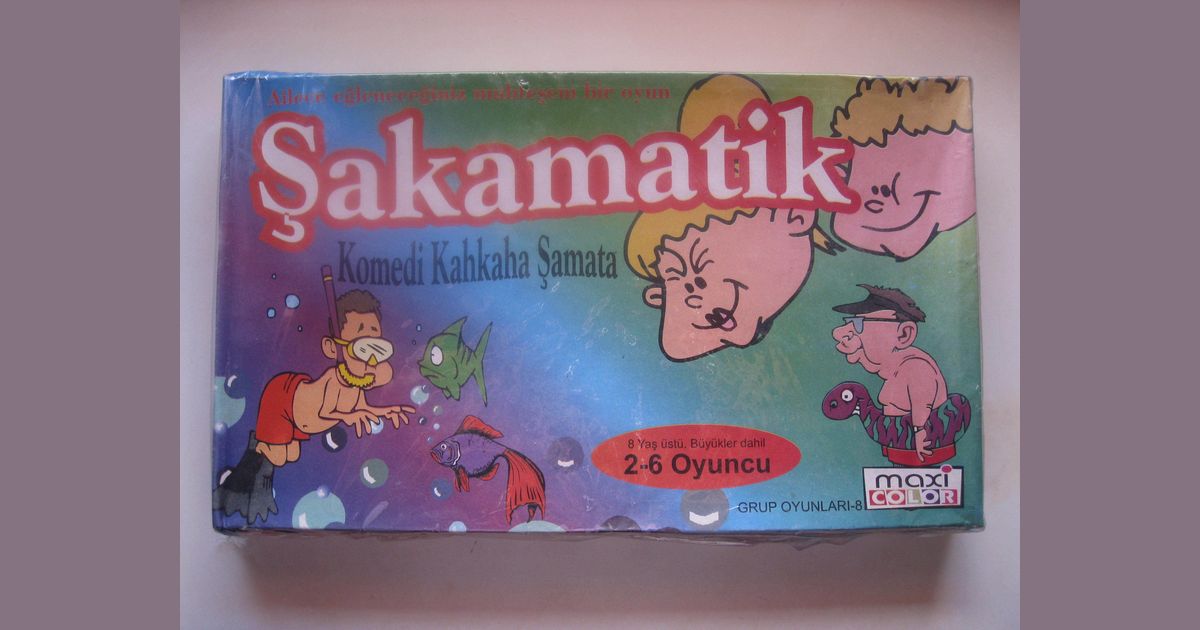 Ailece eğleneceğiniz muhteşem bir oyun
Şakamatik
Komedi Kahkaha Şamata
8 Yaş üstü, Büyükler dahil
2-6 Oyuncu
GRUP OYUNLARI-8
maxi
COLOR